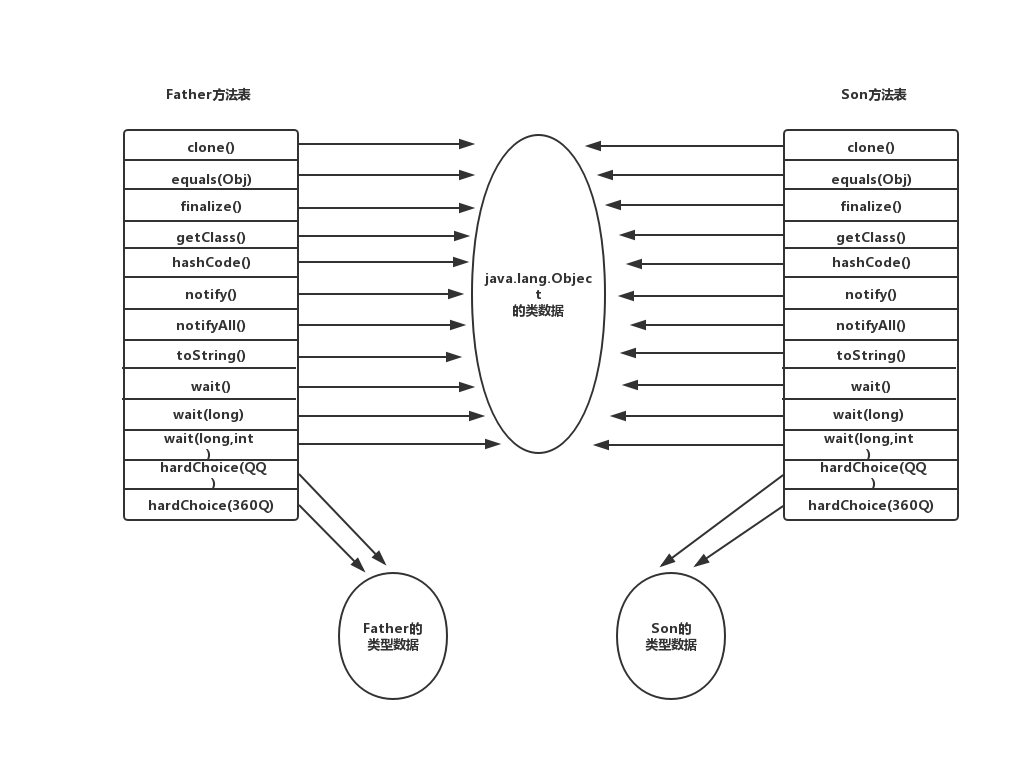 Father方法表
clone()
equals(Obj)
finalize()
getClass()
hashCode()
notify()
notifyAll()
toString()
wait()
wait(long)
wait(long,int
)
hardChoice(QQ
)
hardChoice(360Q)
java.lang.Objec
t
的类数据
Son方法表
clone()
equals(Obj)
finalize()
getClass()
hashCode()
notify()
notifyAll()
toString()
wait()
wait(long)
wait(long,int
)
hardChoice(QQ
)
hardChoice(360Q)
Father的
类型数据
Son的
类型数据